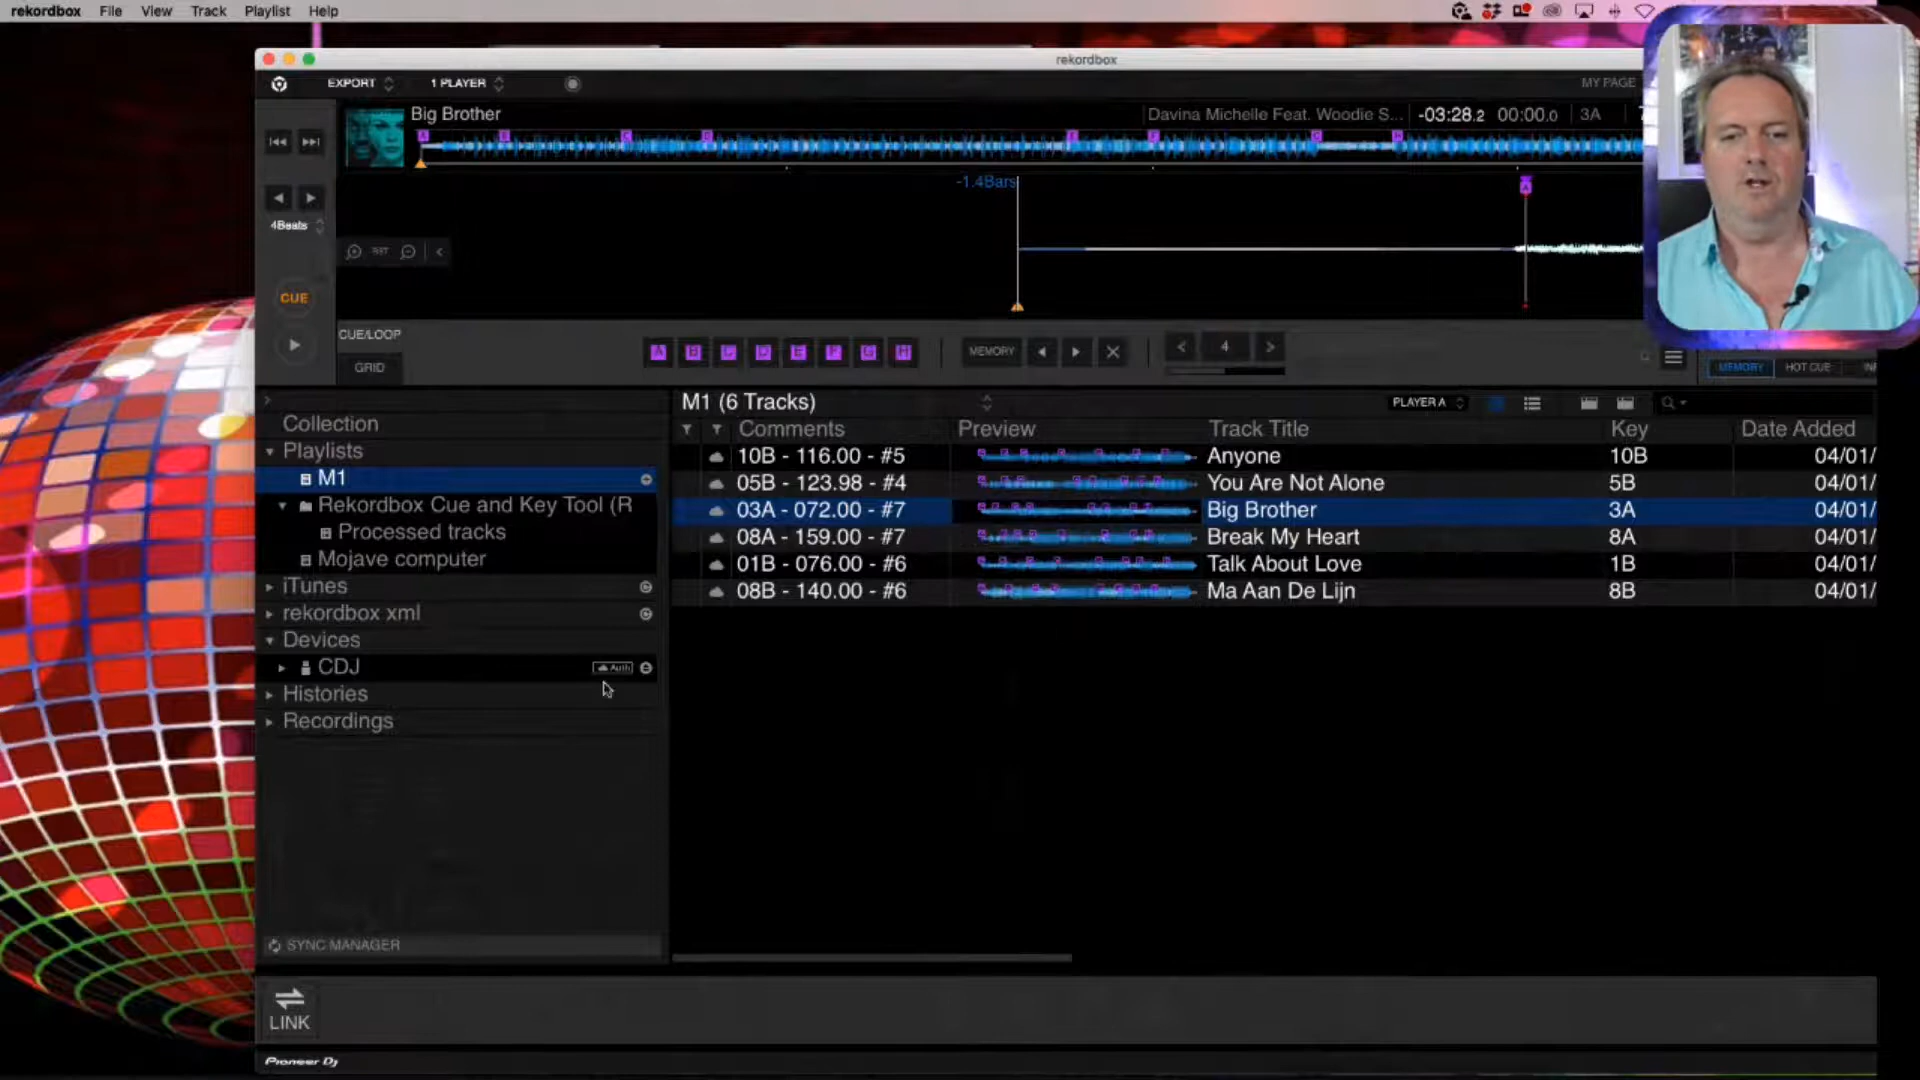 rekordbox File View Track Playlist Help
rekordbox
EXPORT 1 PLAYER MY PAGE
Big Brother Davina Michelle Feat. Woodie S... -03:28.2 00:00.0 3A
A B C D E F G H
-1.4Bars
A
4Beats
RST
CUE
CUE/LOOP
GRID
A B C D E F G H MEMORY 4
MEMORY HOT CUE
Collection
Playlists
M1
Rekordbox Cue and Key Tool (R
Processed tracks
Mojave computer
iTunes
rekordbox xml
Devices
CDJ Auth
Histories
Recordings
SYNC MANAGER
M1 (6 Tracks) PLAYER A
Comments Preview Track Title Key Date Added
10B - 116.00 - #5 Anyone 10B 04/01/
05B - 123.98 - #4 You Are Not Alone 5B 04/01/
03A - 072.00 - #7 Big Brother 3A 04/01/
08A - 159.00 - #7 Break My Heart 8A 04/01/
01B - 076.00 - #6 Talk About Love 1B 04/01/
08B - 140.00 - #6 Ma Aan De Lijn 8B 04/01/
LINK
Pioneer Dj